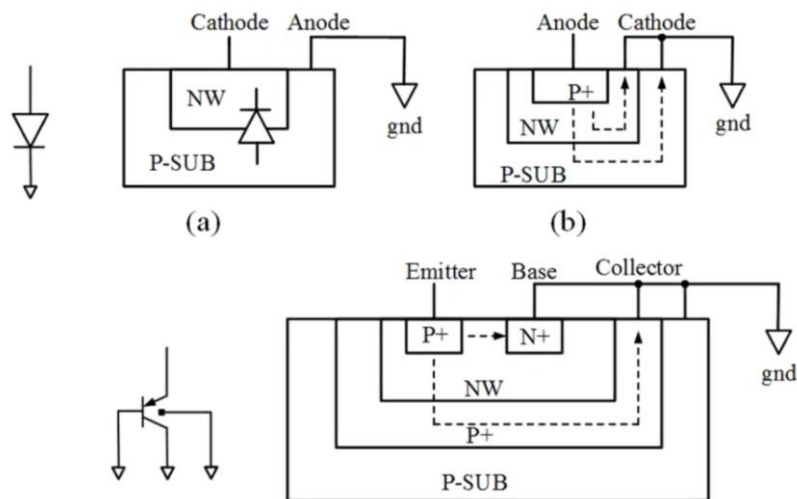 Cathode Anode
NW
gnd
P-SUB
(a)
Anode Cathode
P+
NW
gnd
P-SUB
(b)
Emitter Base Collector
P+ N+
NW
gnd
P+
P-SUB